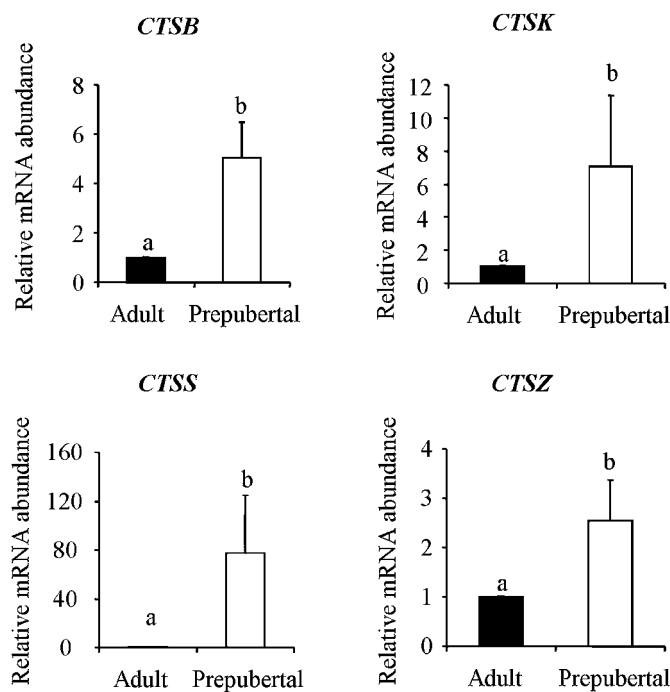 CTSB
Relative mRNA abundance
8
6
4
2
0
a
b
Adult Prepubertal
CTSK
Relative mRNA abundance
12
10
8
6
4
2
0
a
b
Adult Prepubertal
CTSS
Relative mRNA abundance
160
120
80
40
0
a
b
Adult Prepubertal
CTSZ
Relative mRNA abundance
4
3
2
1
0
a
b
Adult Prepubertal